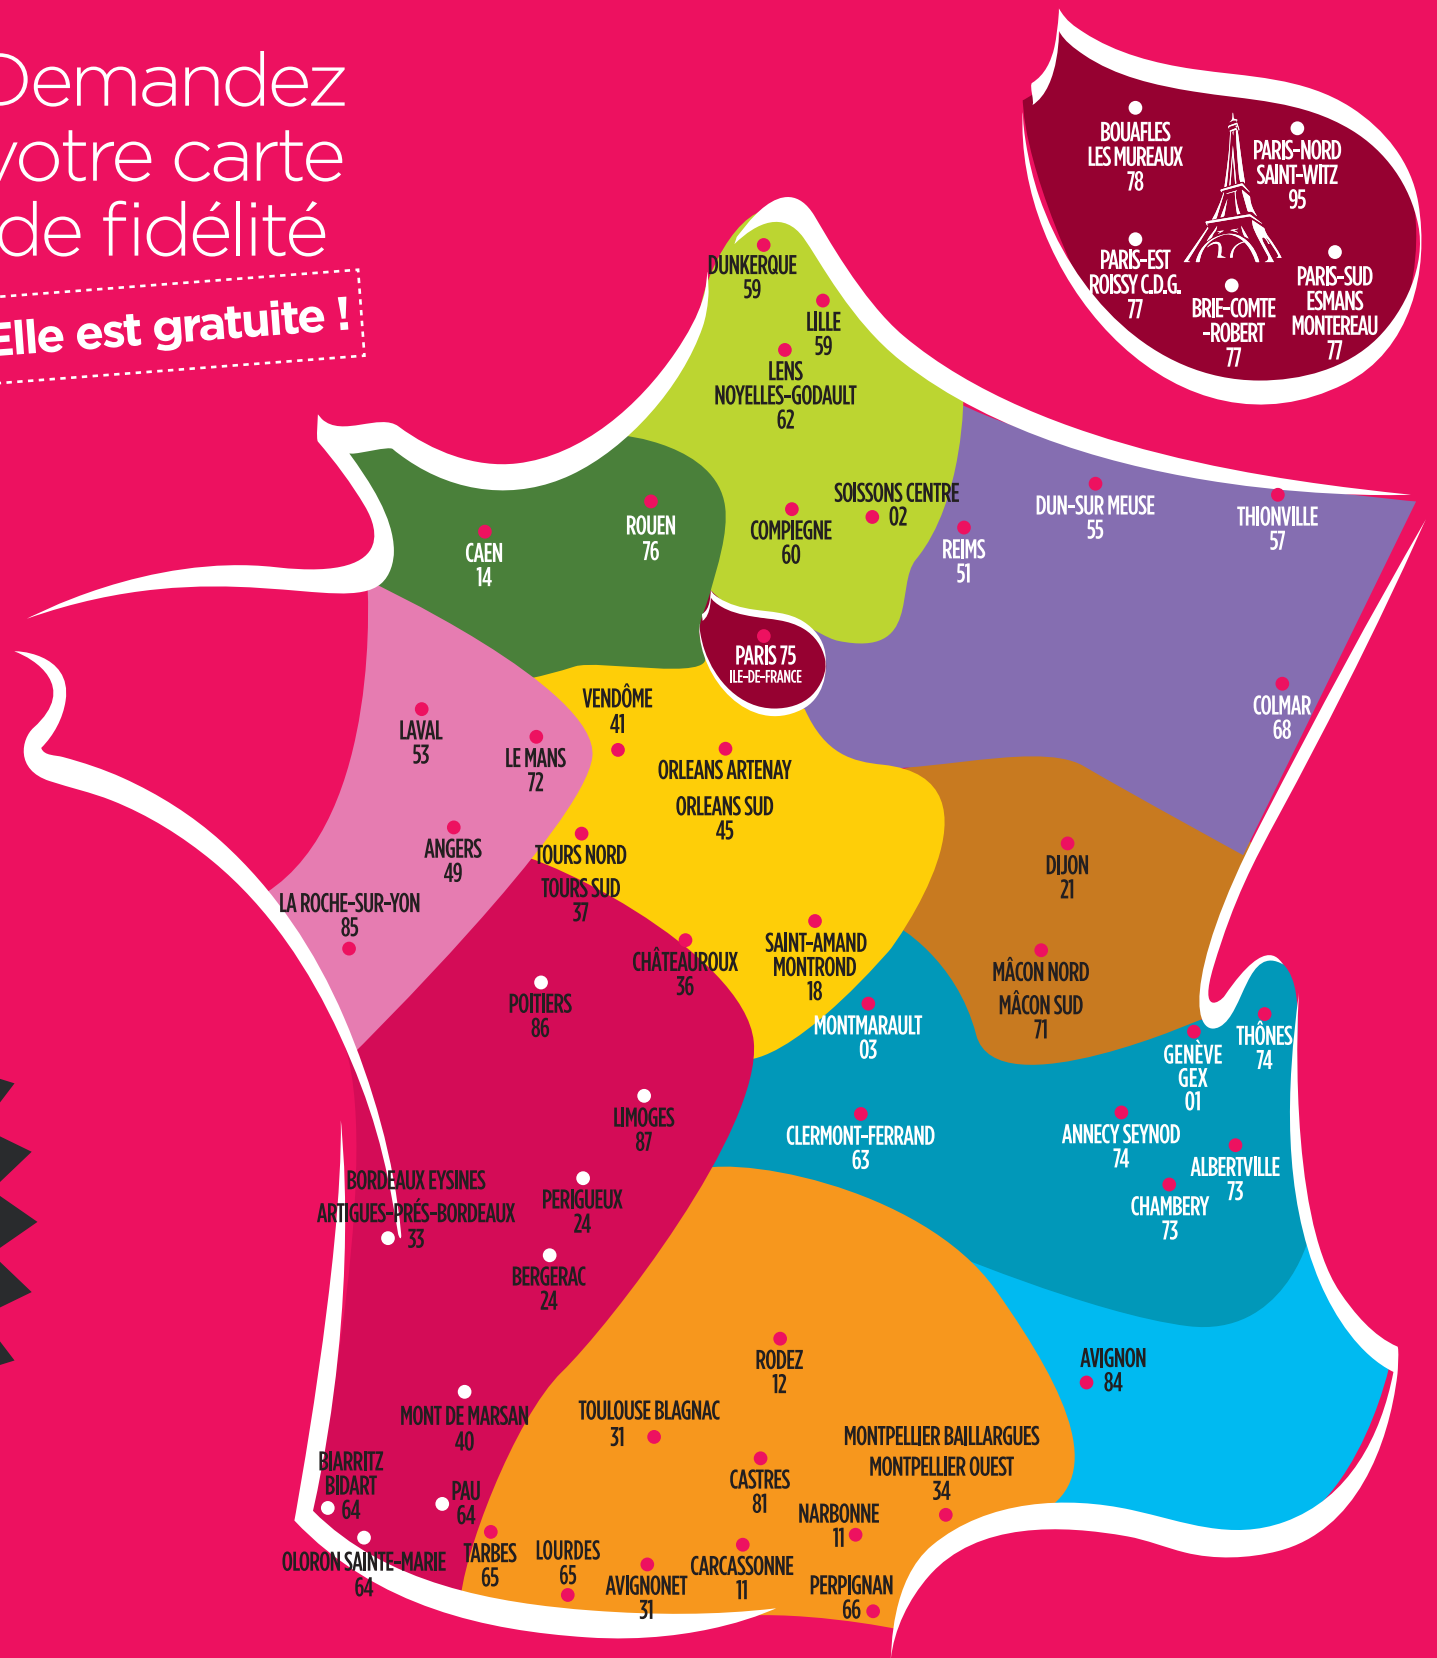 Demandez
votre carte
de fidélité
Elle est gratuite !
BOUAFLES
LES MUREAUX
78
PARIS-NORD
SAINT-WITZ
95
PARIS-EST
ROISSY C.D.G.
77
BRIE-COMTE
-ROBERT
77
PARIS-SUD
ESMANS
MONTEREAU
77
DUNKERQUE
59
LILLE
59
LENS
NOYELLES-GODAULT
62
SOISSONS CENTRE
02
COMPIEGNE
60
ROUEN
76
CAEN
14
REIMS
51
DUN-SUR MEUSE
55
THIONVILLE
57
COLMAR
68
PARIS 75
ILE-DE-FRANCE
VENDÔME
41
LAVAL
53
LE MANS
72
ORLEANS ARTENAY
ORLEANS SUD
45
ANGERS
49
TOURS NORD
TOURS SUD
37
LA ROCHE-SUR-YON
85
DIJON
21
CHÂTEAUROUX
36
SAINT-AMAND
MONTROND
18
MÂCON NORD
MÂCON SUD
71
POITIERS
86
MONTMARAULT
03
GENÈVE
GEX
01
THÔNES
74
LIMOGES
87
CLERMONT-FERRAND
63
ANNECY SEYNOD
74
ALBERTVILLE
73
CHAMBERY
73
BORDEAUX EYSINES
ARTIGUES-PRÉS-BORDEAUX
33
PERIGUEUX
24
BERGERAC
24
RODEZ
12
AVIGNON
84
MONT DE MARSAN
40
TOULOUSE BLAGNAC
31
MONTPELLIER BAILLARGUES
MONTPELLIER OUEST
34
CASTRES
81
BIARRITZ
BIDART
64
PAU
64
NARBONNE
11
OLORON SAINTE-MARIE
64
TARBES
65
LOURDES
65
AVIGNONET
31
CARCASSONNE
11
PERPIGNAN
66